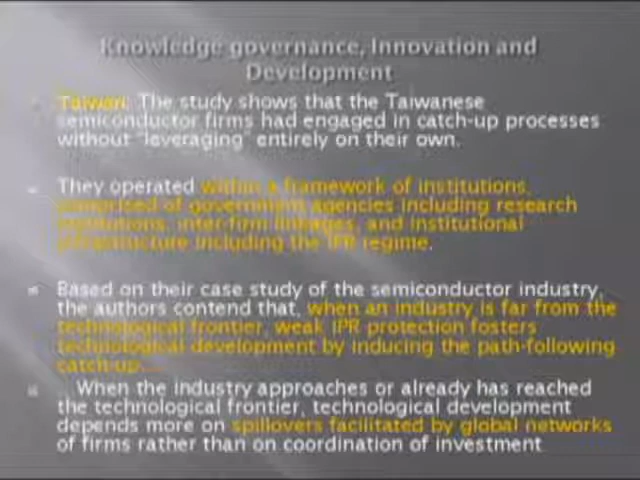 Knowledge governance, Innovation and
Development
Taiwan: The study shows that the Taiwanese
semiconductor firms had engaged in catch-up processes
without "leveraging" entirely on their own.
They operated within a framework of institutions,
comprised of government agencies including research
institutions, inter-firm linkages, and institutional
infrastructure including the IPR regime.
Based on their case study of the semiconductor industry,
the authors contend that, when an industry is far from the
technological frontier, weak IPR protection fosters
technological development by inducing the path-following
catch-up....
When the industry approaches or already has reached
the technological frontier, technological development
depends more on spillovers facilitated by global networks
of firms rather than on coordination of investment